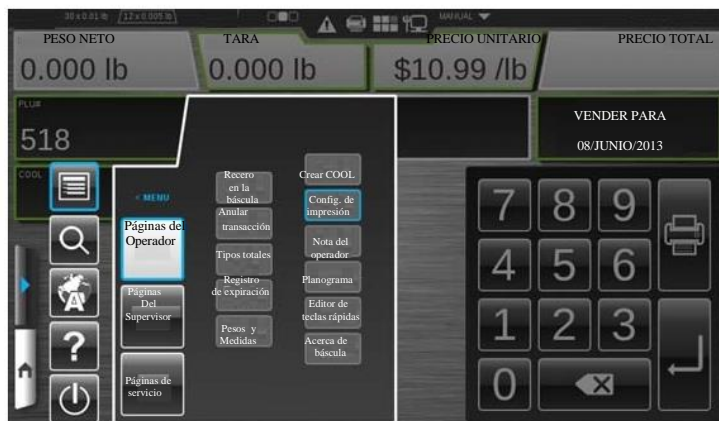 30 x 0.01 lb
12 x 0.005 lb
MANUAL
PESO NETO
TARA
PRECIO UNITARIO
PRECIO TOTAL
0.000 lb
0.000 lb
$10.99 /lb
PLU#
518
VENDER PARA
08/JUNIO/2013
COOL
< MENU
Páginas del
Operador
Páginas
Del
Supervisor
Páginas de
servicio
Recero
en la
báscula
Anular
transacción
Tipos totales
Registro
de expiración
Pesos y
Medidas
Crear COOL
Config. de
impresión
Nota del
operador
Planograma
Editor de
teclas rápidas
Acerca de
báscula
A
?
7 8 9
4 5 6
1 2 3
0